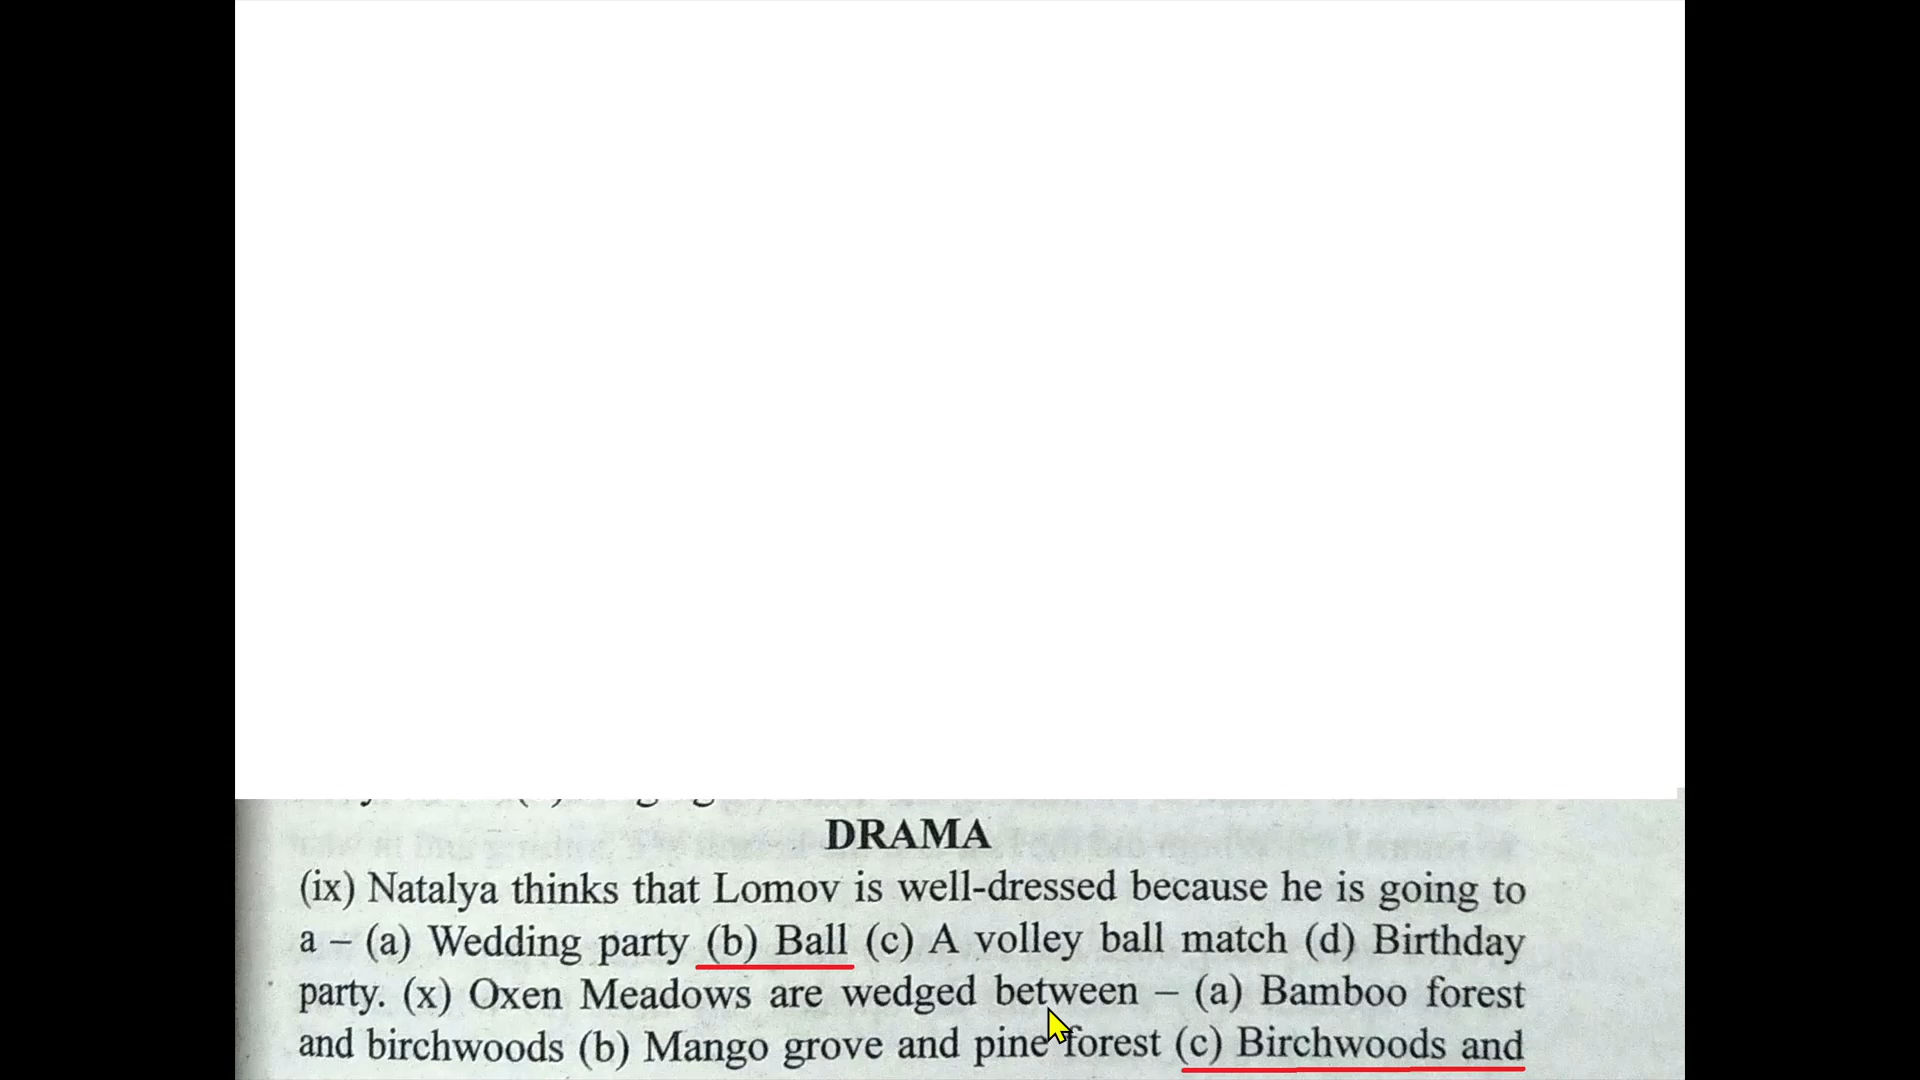 DRAMA
(ix) Natalya thinks that Lomov is well-dressed because he is going to
a – (a) Wedding party (b) Ball (c) A volley ball match (d) Birthday
party. (x) Oxen Meadows are wedged between – (a) Bamboo forest
and birchwoods (b) Mango grove and pine forest (c) Birchwoods and